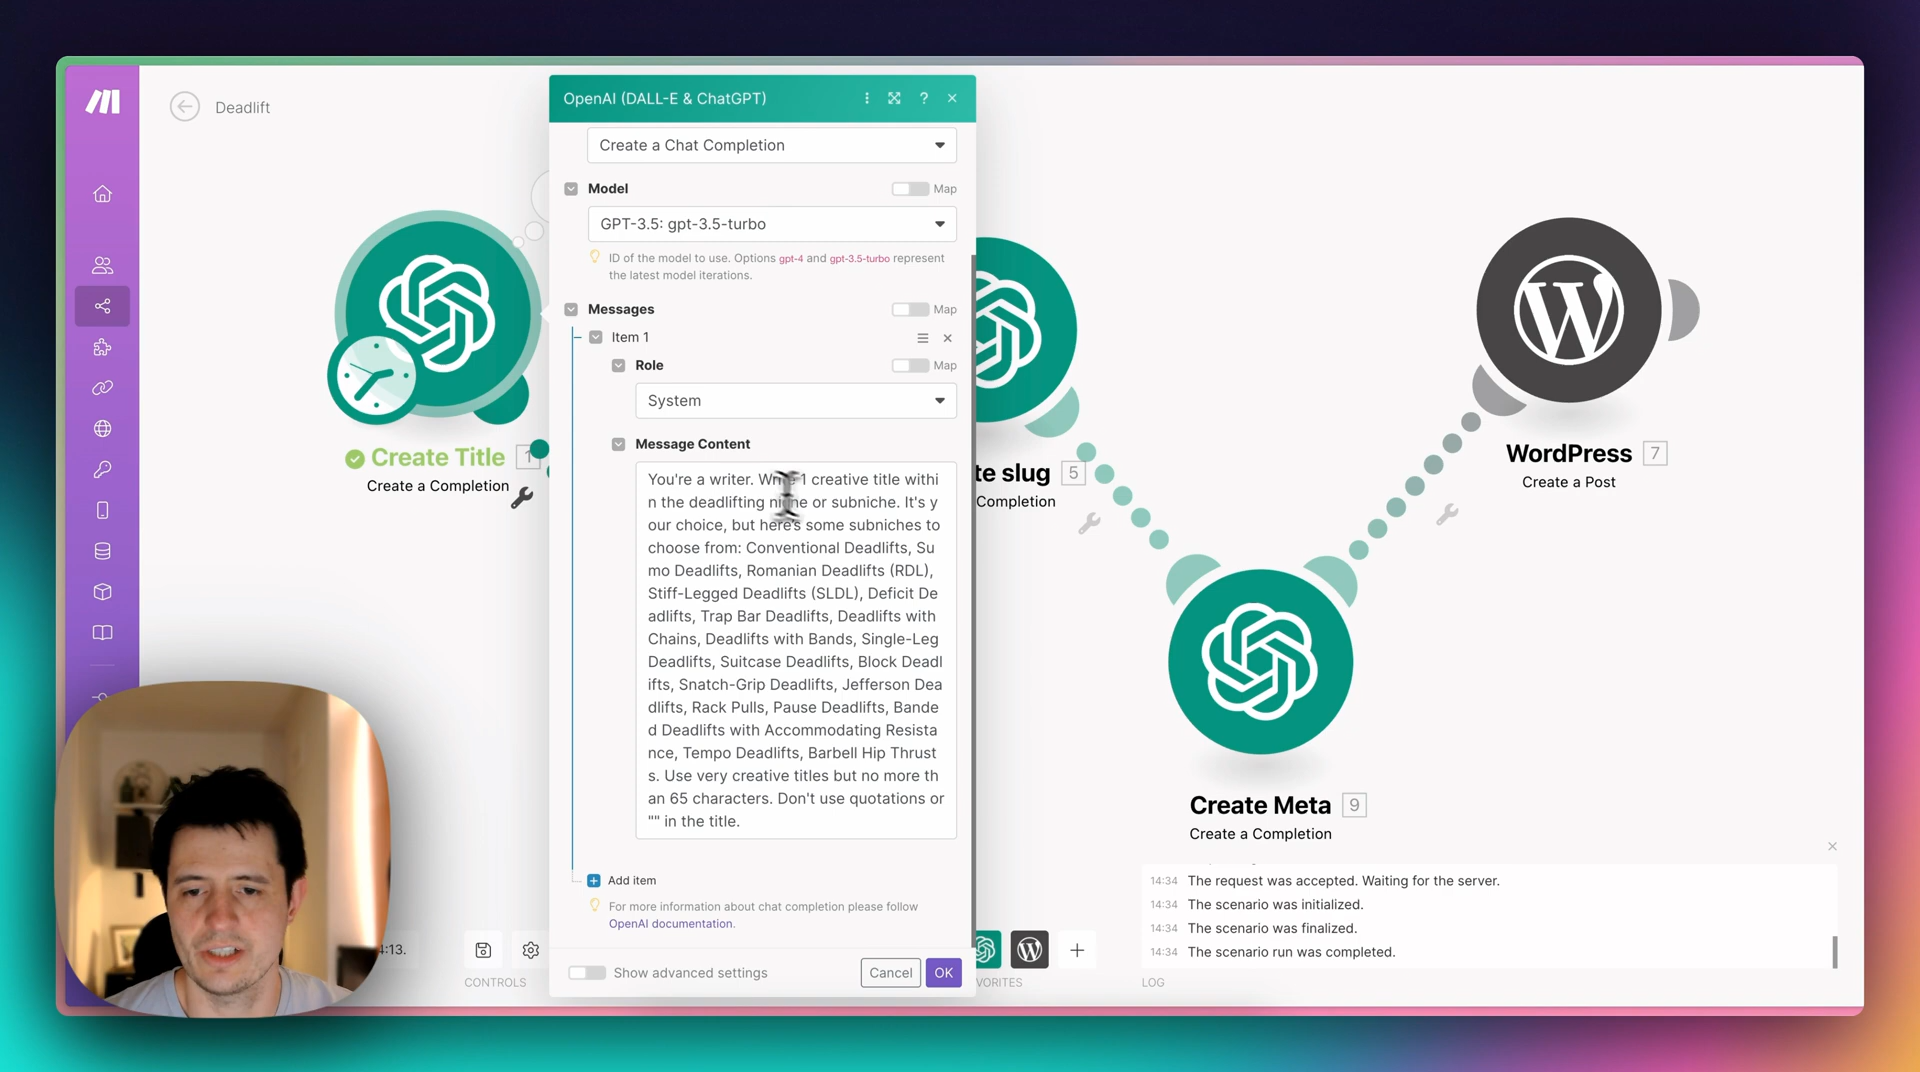 Deadlift
OpenAI (DALL-E & ChatGPT)
?
Create a Chat Completion
Model
Map
GPT-3.5: gpt-3.5-turbo
ID of the model to use. Options gpt-4 and gpt-3.5-turbo represent
the latest model iterations.
Messages
Map
Item 1
Role
Map
System
Message Content
You're a writer. Write 1 creative title withi
n the deadlifting niche or subniche. It's y
our choice, but here's some subniches to
choose from: Conventional Deadlifts, Su
mo Deadlifts, Romanian Deadlifts (RDL),
Stiff-Legged Deadlifts (SLDL), Deficit De
adlifts, Trap Bar Deadlifts, Deadlifts with
Chains, Deadlifts with Bands, Single-Leg
Deadlifts, Suitcase Deadlifts, Block Deadl
ifts, Snatch-Grip Deadlifts, Jefferson Dea
dlifts, Rack Pulls, Pause Deadlifts, Bande
d Deadlifts with Accommodating Resista
nce, Tempo Deadlifts, Barbell Hip Thrust
s. Use very creative titles but no more th
an 65 characters. Don't use quotations or
"" in the title.
Add item
For more information about chat completion please follow
OpenAI documentation.
Show advanced settings
Cancel
OK
Create Title 1
Create a Completion
te slug 5
Completion
WordPress 7
Create a Post
Create Meta 9
Create a Completion
4:13.
CONTROLS
VORITES
LOG
14:34 The request was accepted. Waiting for the server.
14:34 The scenario was initialized.
14:34 The scenario was finalized.
14:34 The scenario run was completed.